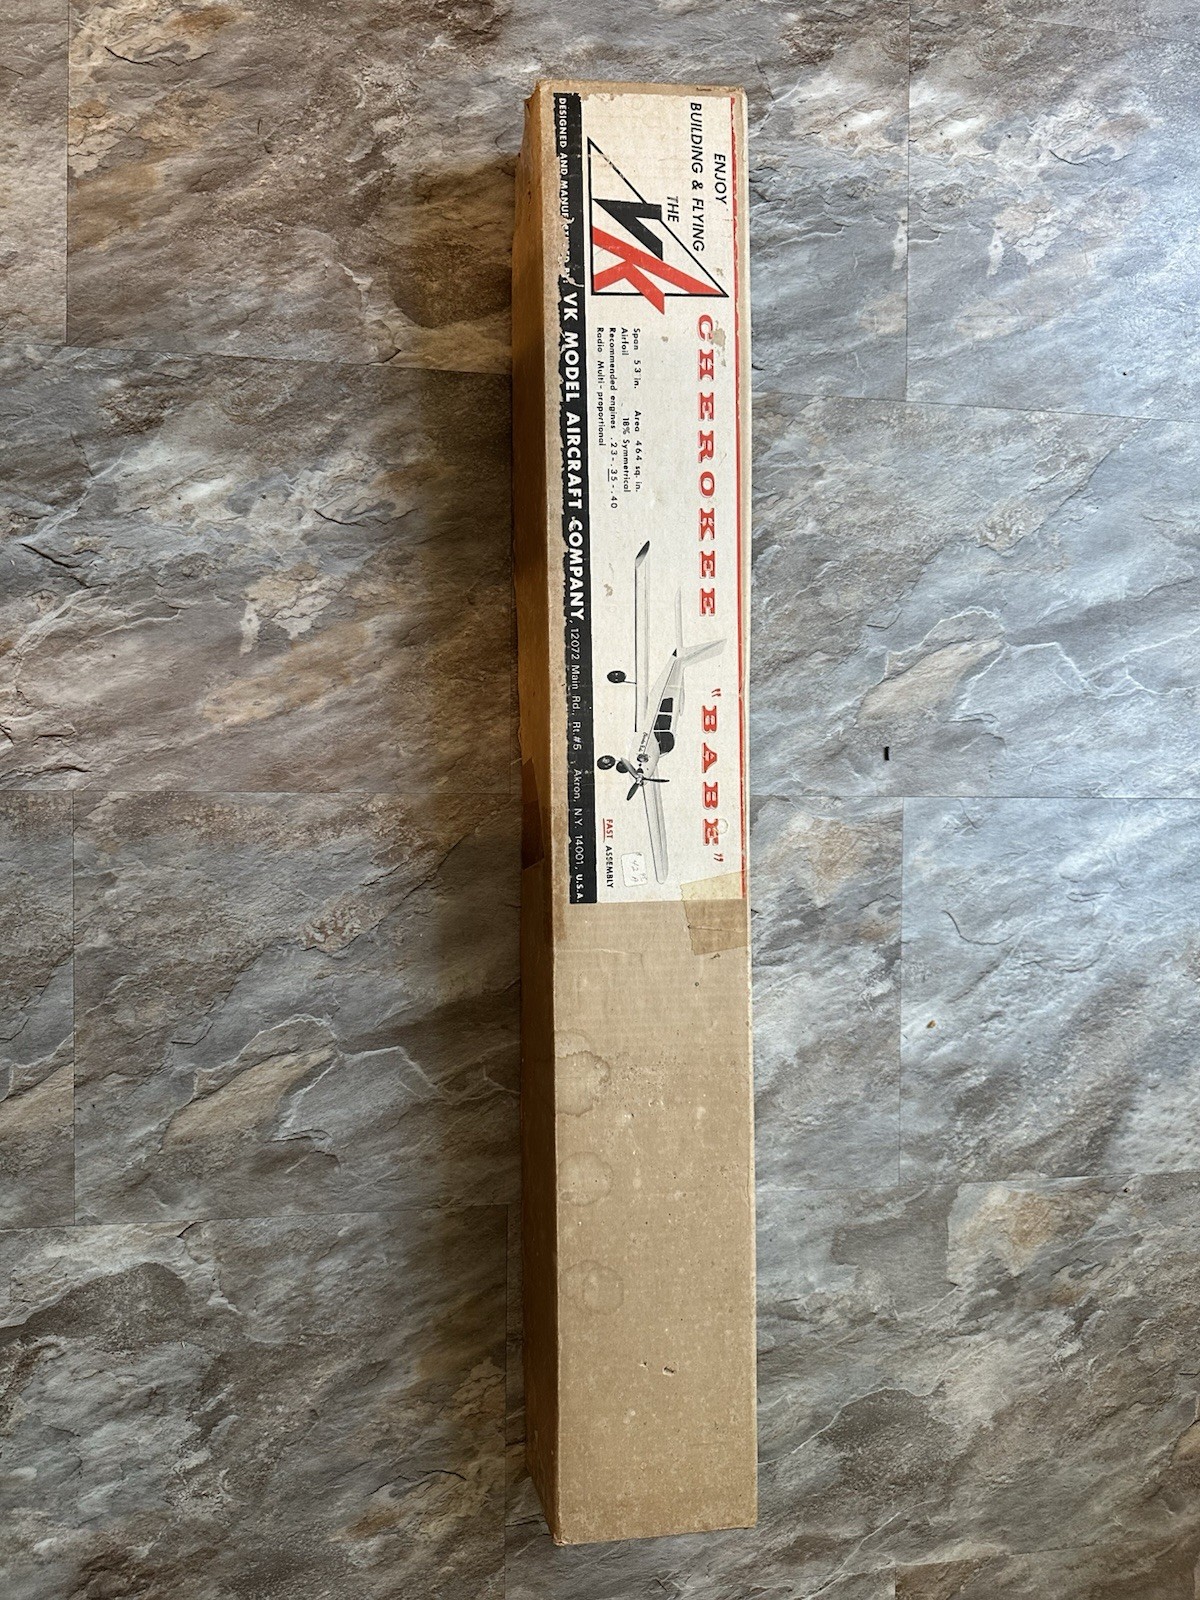 ENJOY
BUILDING & FLYING
THE
VK
CHEROKEE "BABE"
Span 53 in. Area 464 sq. in.
Airfoil 18% Symmetrical
Recommended engines .23-.35-.40
Radio Multi-proportional
FAST ASSEMBLY
DESIGNED AND MANUFACTURED BY: VK MODEL AIRCRAFT COMPANY, 12072 Main Rd., Rt.#5 Akron, N.Y. 14001, U.S.A.